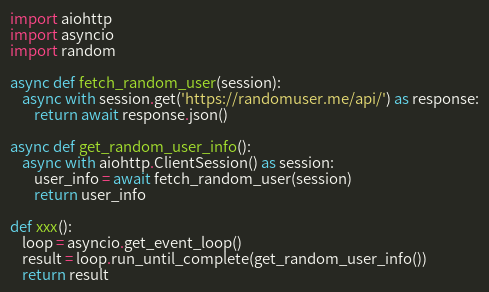 import aiohttp
import asyncio
import random
async def fetch_random_user(session):
async with session.get('https://randomuser.me/api/') as response:
return await response.json()
async def get_random_user_info():
async with aiohttp.ClientSession() as session:
user_info = await fetch_random_user(session)
return user_info
def xxx():
loop = asyncio.get_event_loop()
result = loop.run_until_complete(get_random_user_info())
return result